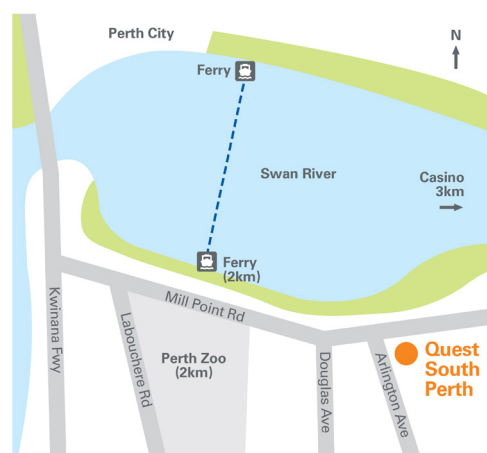 Perth City
N
Ferry
Swan River
Casino
3km
Ferry
(2km)
Mill Point Rd
Kwinana Fwy
Labouchere Rd
Perth Zoo
(2km)
Douglas Ave
Arlington Ave
Quest
South
Perth